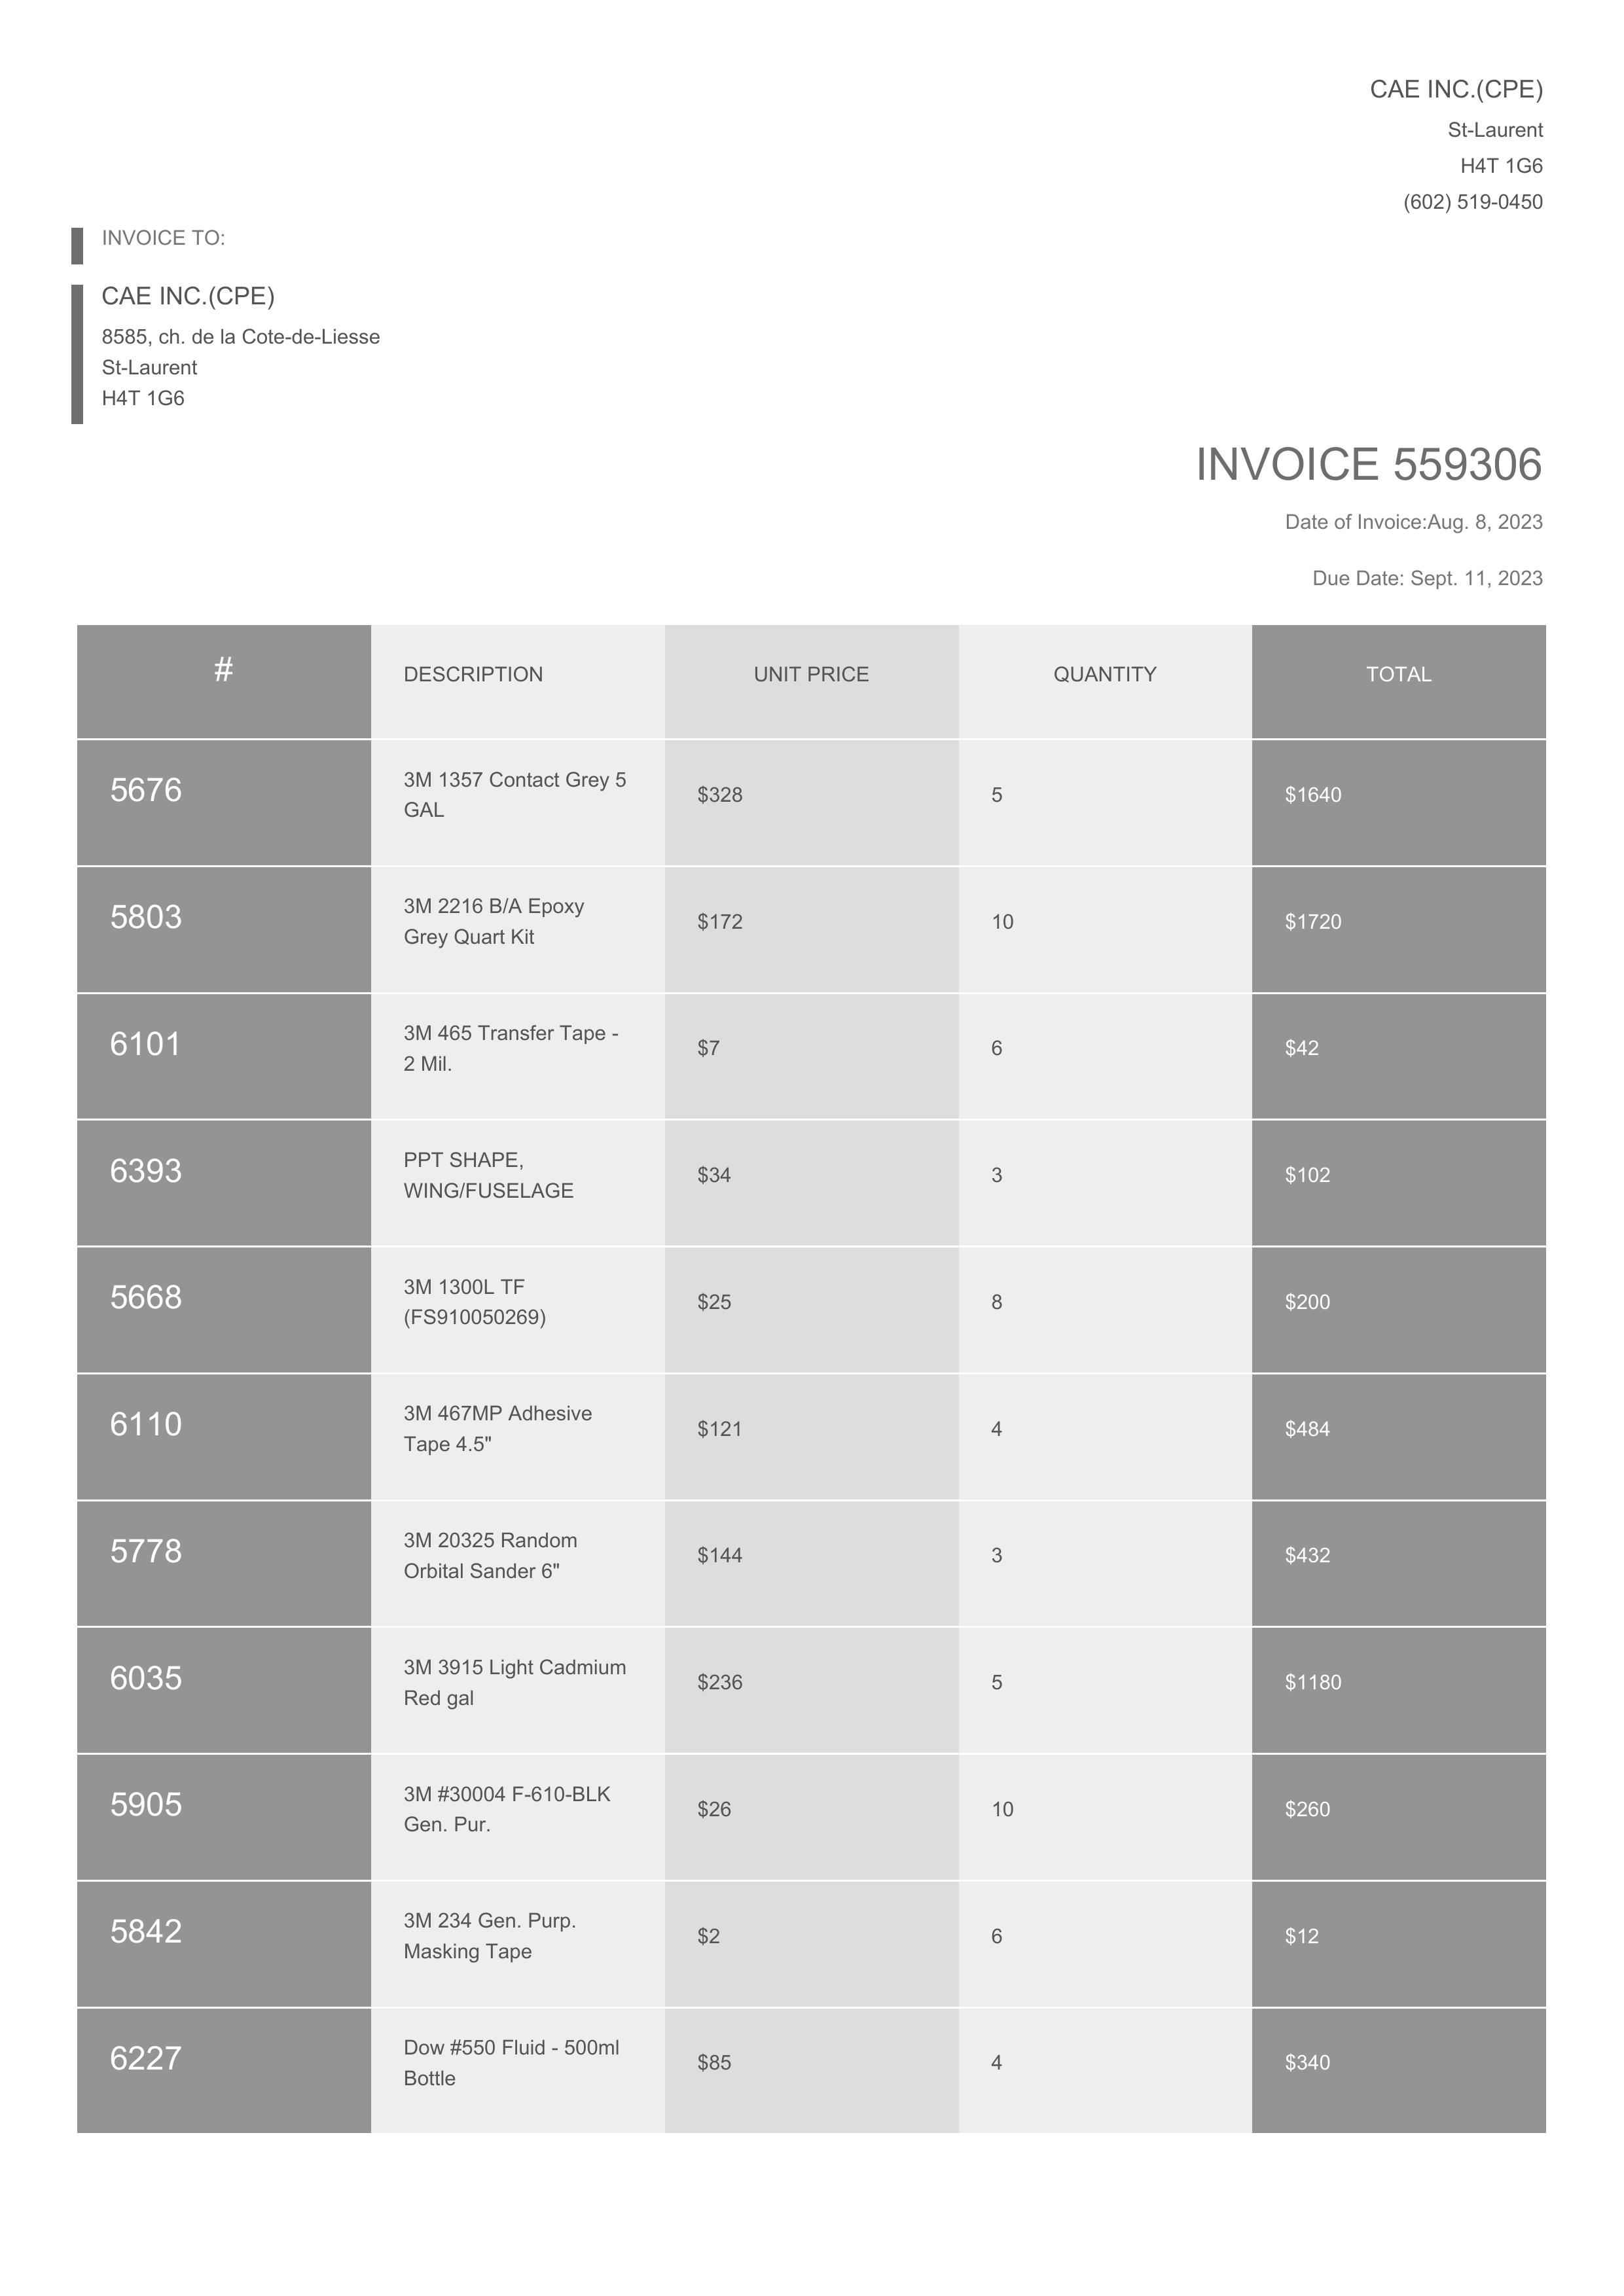 CAE INC.(CPE)
St-Laurent
H4T 1G6
(602) 519-0450
INVOICE TO:
CAE INC.(CPE)
8585, ch. de la Cote-de-Liesse
St-Laurent
H4T 1G6
INVOICE 559306
Date of Invoice:Aug. 8, 2023
Due Date: Sept. 11, 2023
# DESCRIPTION UNIT PRICE QUANTITY TOTAL
5676 3M 1357 Contact Grey 5 $328 5 $1640
GAL
5803 3M 2216 B/A Epoxy $172 10 $1720
Grey Quart Kit
6101 3M 465 Transfer Tape - $7 6 $42
2 Mil.
6393 PPT SHAPE, $34 3 $102
WING/FUSELAGE
5668 3M 1300L TF $25 8 $200
(FS910050269)
6110 3M 467MP Adhesive $121 4 $484
Tape 4.5"
5778 3M 20325 Random $144 3 $432
Orbital Sander 6"
6035 3M 3915 Light Cadmium $236 5 $1180
Red gal
5905 3M #30004 F-610-BLK $26 10 $260
Gen. Pur.
5842 3M 234 Gen. Purp. $2 6 $12
Masking Tape
6227 Dow #550 Fluid - 500ml $85 4 $340
Bottle